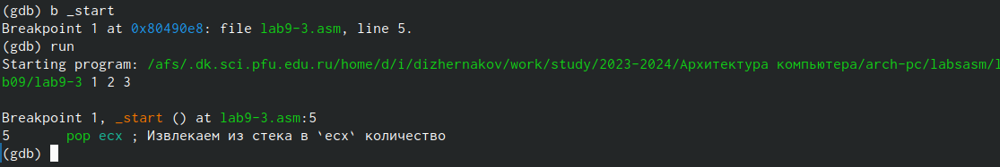 (gdb) b _start
Breakpoint 1 at 0x80490e8: file lab9-3.asm, line 5.
(gdb) run
Starting program: /afs/.dk.sci.pfu.edu.ru/home/d/i/dizhernakov/work/study/2023-2024/Архитектура компьютера/arch-pc/labsasm/l
b09/lab9-3 1 2 3
Breakpoint 1, _start () at lab9-3.asm:5
5 pop ecx ; Извлекаем из стека в `ecx` количество
(gdb)